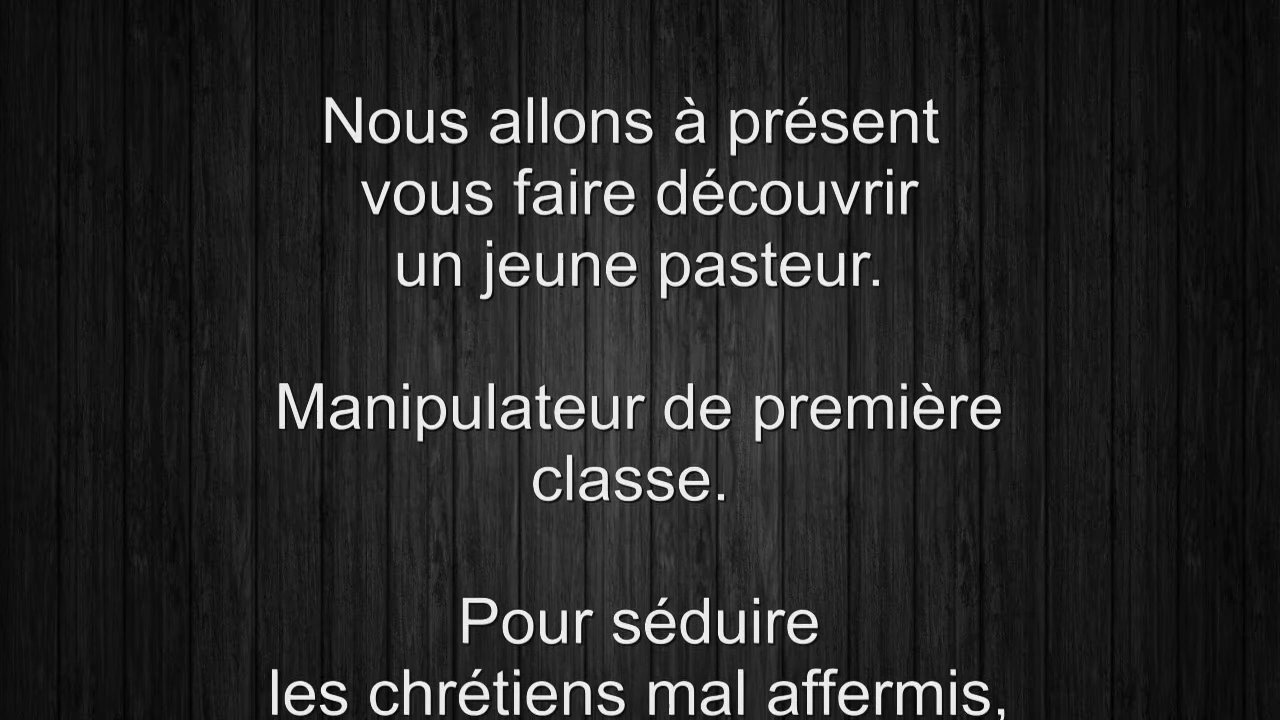 Nous allons à présent
vous faire découvrir
un jeune pasteur.
Manipulateur de première
classe.
Pour séduire
les chrétiens mal affermis,